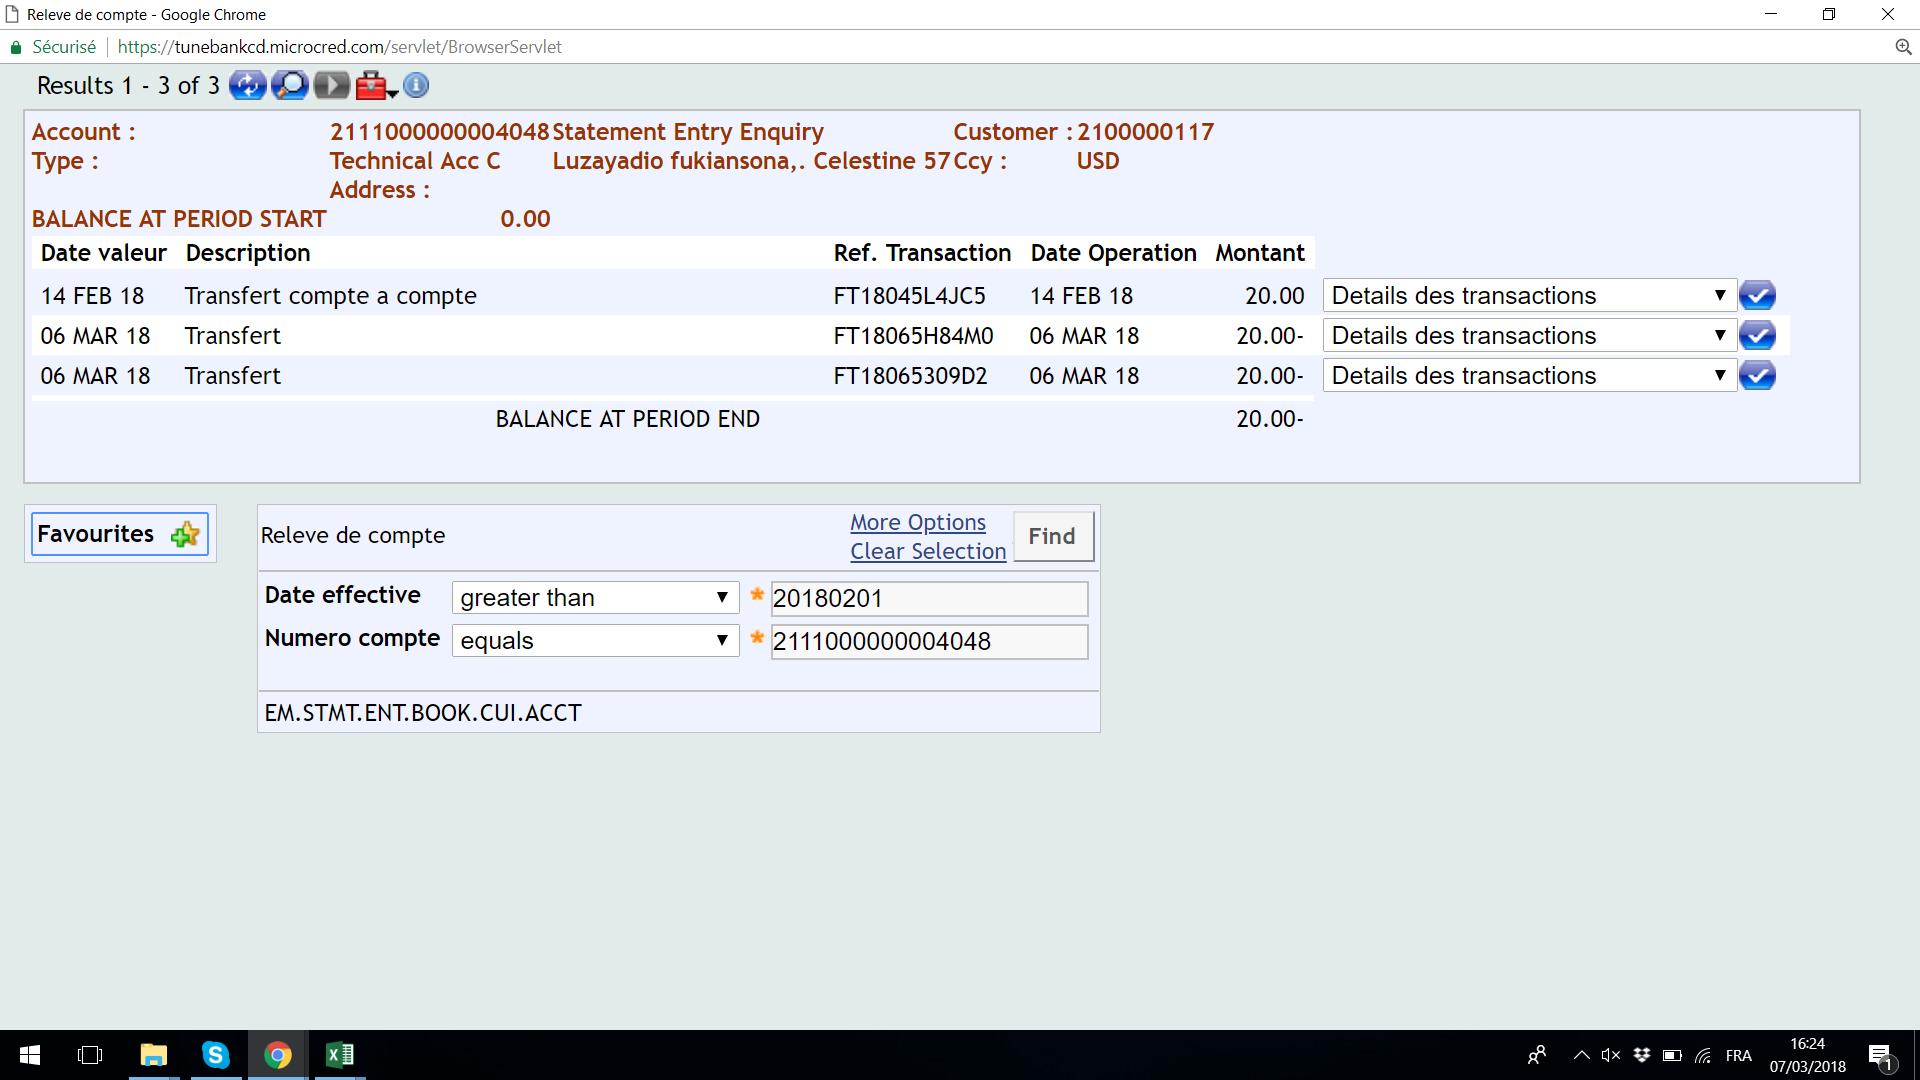 Releve de compte - Google Chrome
Sécurisé https://tunebankcd.microcred.com/servlet/BrowserServlet
Results 1 - 3 of 3
Account : 2111000000004048 Statement Entry Enquiry Customer : 2100000117
Type : Technical Acc C Luzayadio fukiansona,. Celestine 57 Ccy : USD
Address :
BALANCE AT PERIOD START 0.00
Date valeur Description Ref. Transaction Date Operation Montant
14 FEB 18 Transfert compte a compte FT18045L4JC5 14 FEB 18 20.00 Details des transactions
06 MAR 18 Transfert FT18065H84M0 06 MAR 18 20.00- Details des transactions
06 MAR 18 Transfert FT18065309D2 06 MAR 18 20.00- Details des transactions
BALANCE AT PERIOD END 20.00-
Favourites
Releve de compte More Options Find
Clear Selection
Date effective greater than * 20180201
Numero compte equals * 2111000000004048
EM.STMT.ENT.BOOK.CUI.ACCT
FRA 16:24
07/03/2018 1